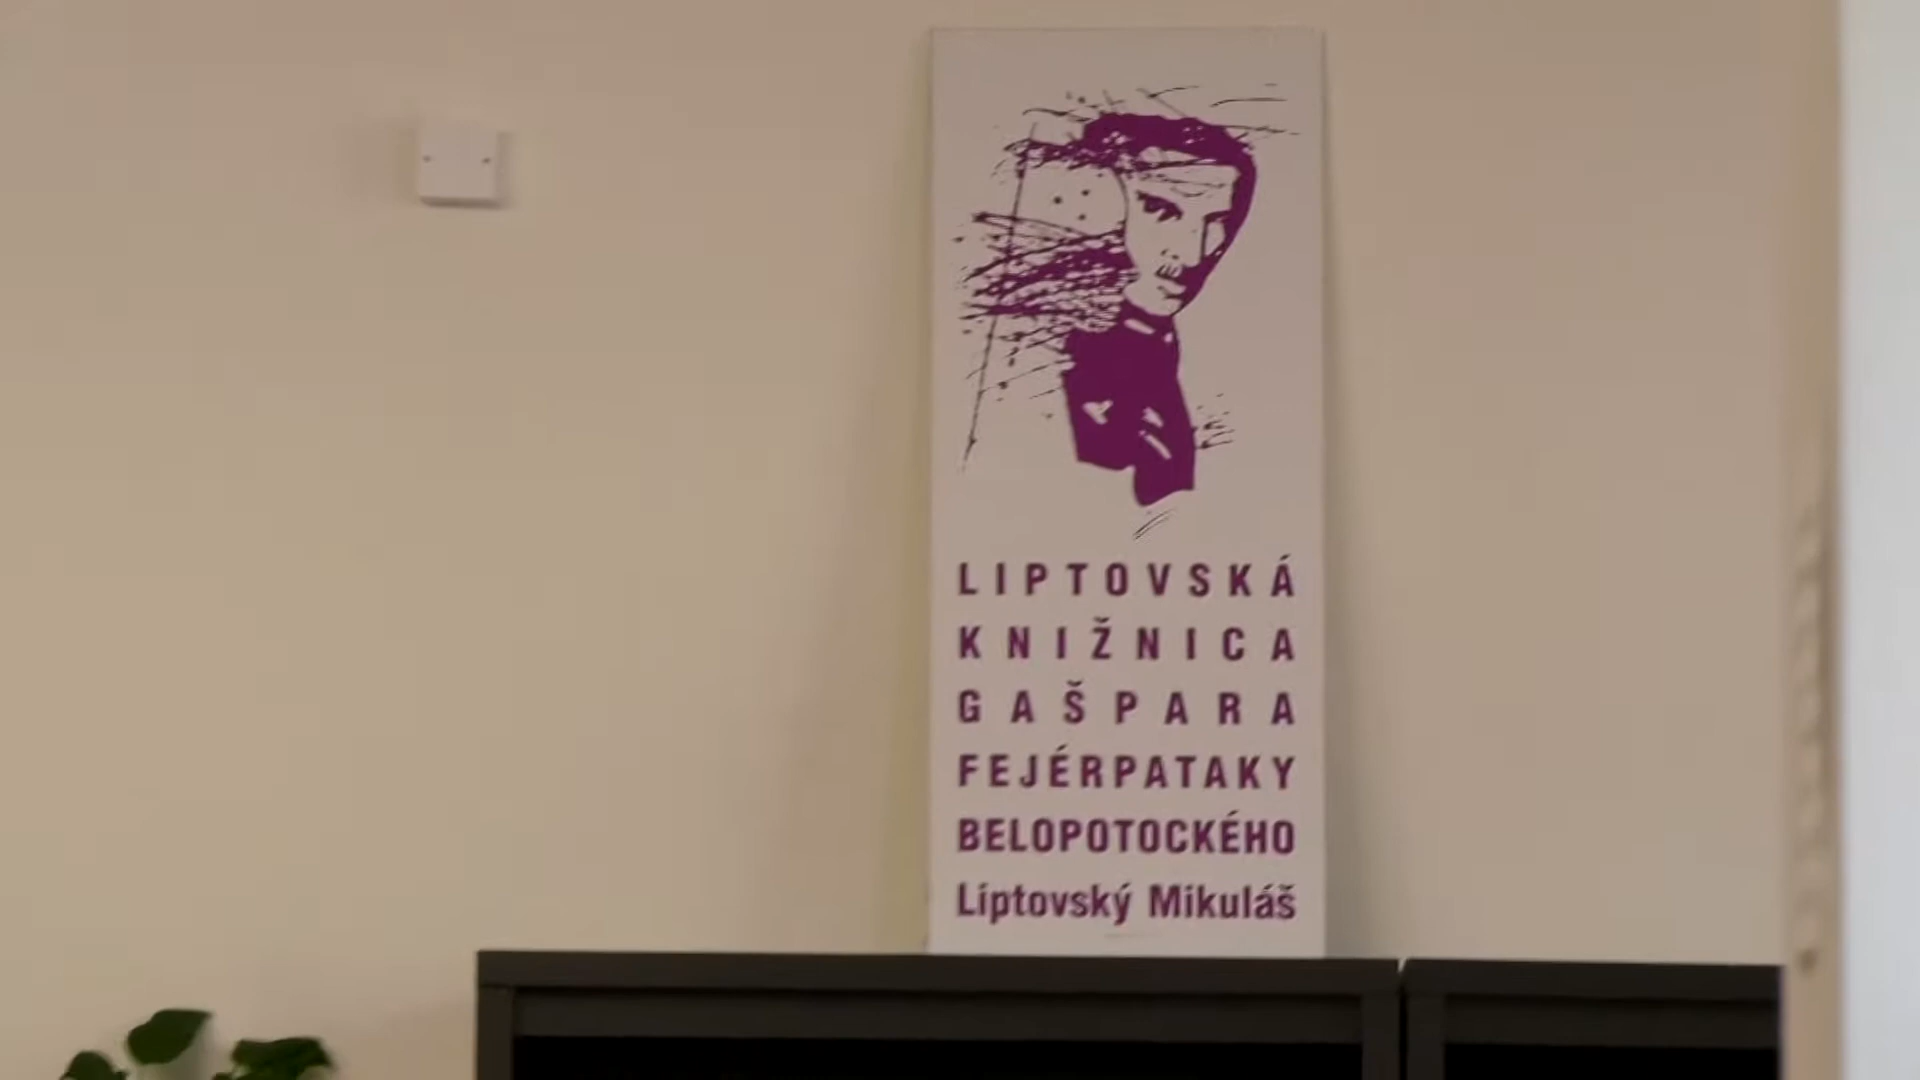 LIPTOVSKÁ
KNIŽNICA
GAŠPARA
FEJÉRPATAKY
BELOPOTOCKÉHO
Liptovský Mikuláš